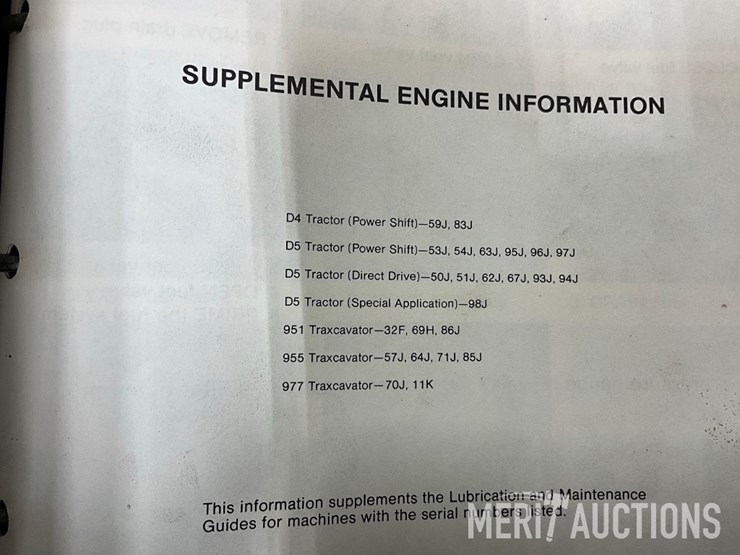 SUPPLEMENTAL ENGINE INFORMATION
D4 Tractor (Power Shift)—59J, 83J
D5 Tractor (Power Shift)—53J, 54J, 63J, 95J, 96J, 97J
D5 Tractor (Direct Drive)—50J, 51J, 62J, 67J, 93J, 94J
D5 Tractor (Special Application)—98J
951 Traxcavator—32F, 69H, 86J
955 Traxcavator—57J, 64J, 71J, 85J
977 Traxcavator—70J, 11K
This information supplements the Lubrication and Maintenance
Guides for machines with the serial numbers listed.
MERIT AUCTIONS